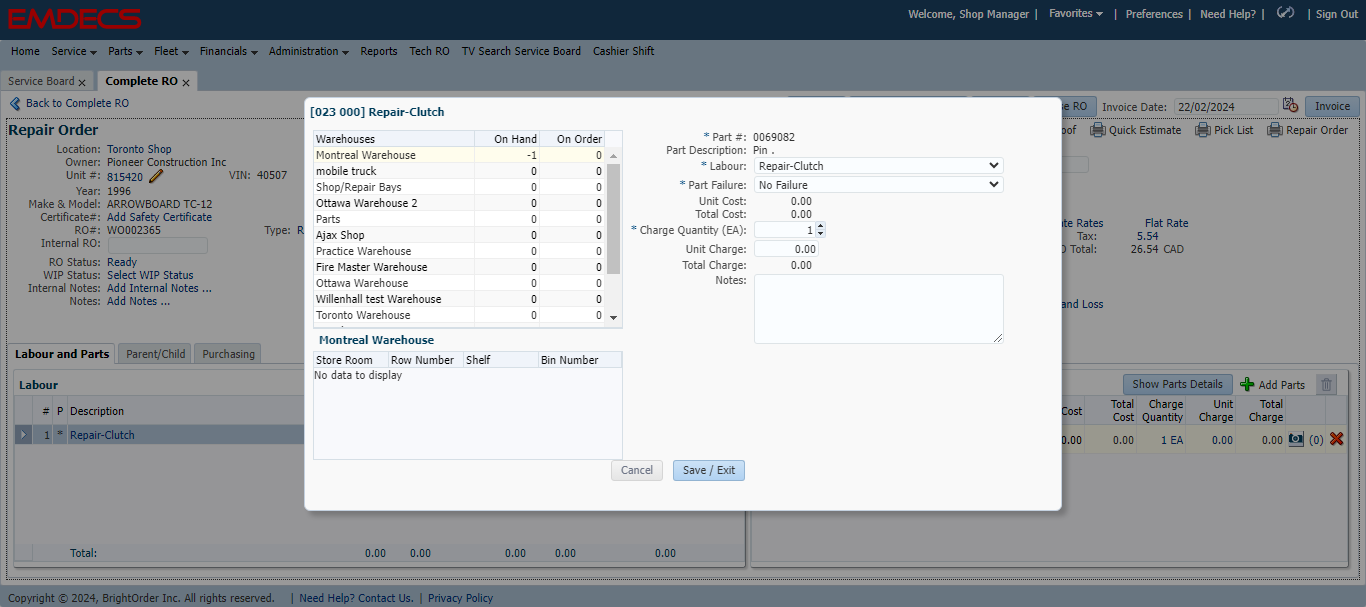 EMDECS
Welcome, Shop Manager | Favorites | Preferences | Need Help? | | Sign Out
Home Service Parts Fleet Financials Administration Reports Tech RO TV Search Service Board Cashier Shift
Service Board x Complete RO x
Back to Complete RO
e RO Invoice Date: 22/02/2024 Invoice
Repair Order
oof Quick Estimate Pick List Repair Order
Location: Toronto Shop
Owner: Pioneer Construction Inc
Unit #: 815420 VIN: 40507
Year: 1996
Make & Model: ARROWBOARD TC-12
Certificate#: Add Safety Certificate
RO#: WO002365 Type: R
Internal RO:
RO Status: Ready
WIP Status: Select WIP Status
Internal Notes: Add Internal Notes ...
Notes: Add Notes ...
ate Rates Flat Rate
Tax: 5.54
O Total: 26.54 CAD
and Loss
[023 000] Repair-Clutch
Warehouses On Hand On Order
Montreal Warehouse -1 0
mobile truck 0 0
Shop/Repair Bays 0 0
Ottawa Warehouse 2 0 0
Parts 0 0
Ajax Shop 0 0
Practice Warehouse 0 0
Fire Master Warehouse 0 0
Ottawa Warehouse 0 0
Willenhall test Warehouse 0 0
Toronto Warehouse 0 0
Montreal Warehouse
Store Room Row Number Shelf Bin Number
No data to display
* Part #: 0069082
Part Description: Pin .
* Labour: Repair-Clutch
* Part Failure: No Failure
Unit Cost: 0.00
Total Cost: 0.00
* Charge Quantity (EA): 1
Unit Charge: 0.00
Total Charge: 0.00
Notes:
Cancel Save / Exit
Labour and Parts Parent/Child Purchasing
Labour
# P Description
1 * Repair-Clutch
Total: 0.00 0.00 0.00 0.00 0.00
Show Parts Details Add Parts
Cost Total Cost Charge Quantity Unit Charge Total Charge
0.00 0.00 1 EA 0.00 0.00 (0)
Copyright © 2024, BrightOrder Inc. All rights reserved. | Need Help? Contact Us. | Privacy Policy